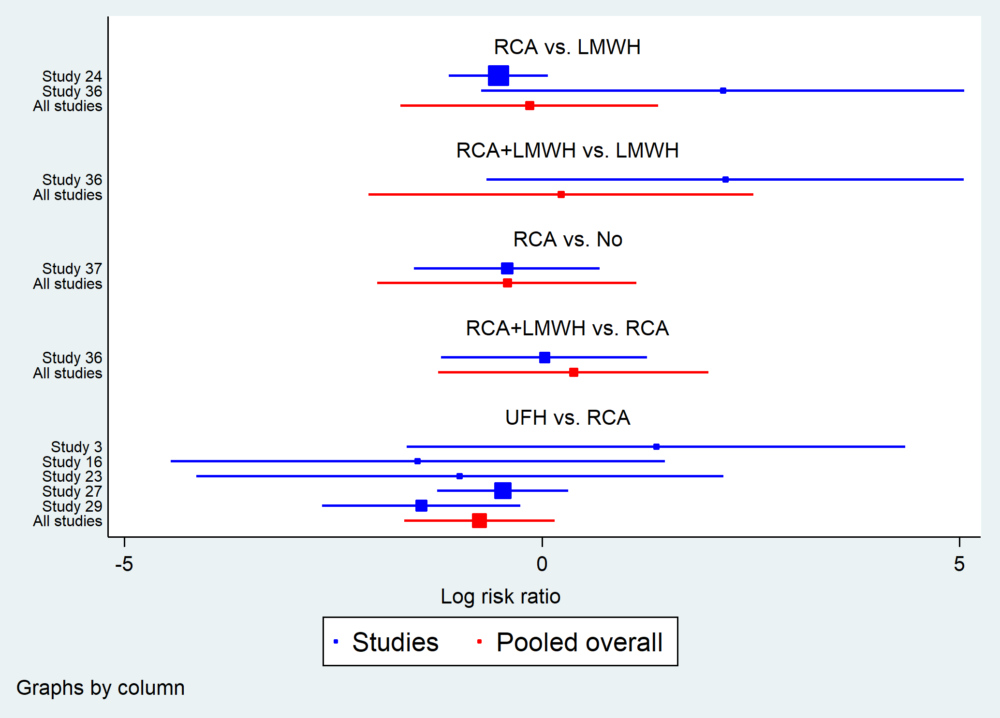 RCA vs. LMWH
Study 24
Study 36
All studies
RCA+LMWH vs. LMWH
Study 36
All studies
RCA vs. No
Study 37
All studies
RCA+LMWH vs. RCA
Study 36
All studies
UFH vs. RCA
Study 3
Study 16
Study 23
Study 27
Study 29
All studies
-5 0 5
Log risk ratio
Studies Pooled overall
Graphs by column